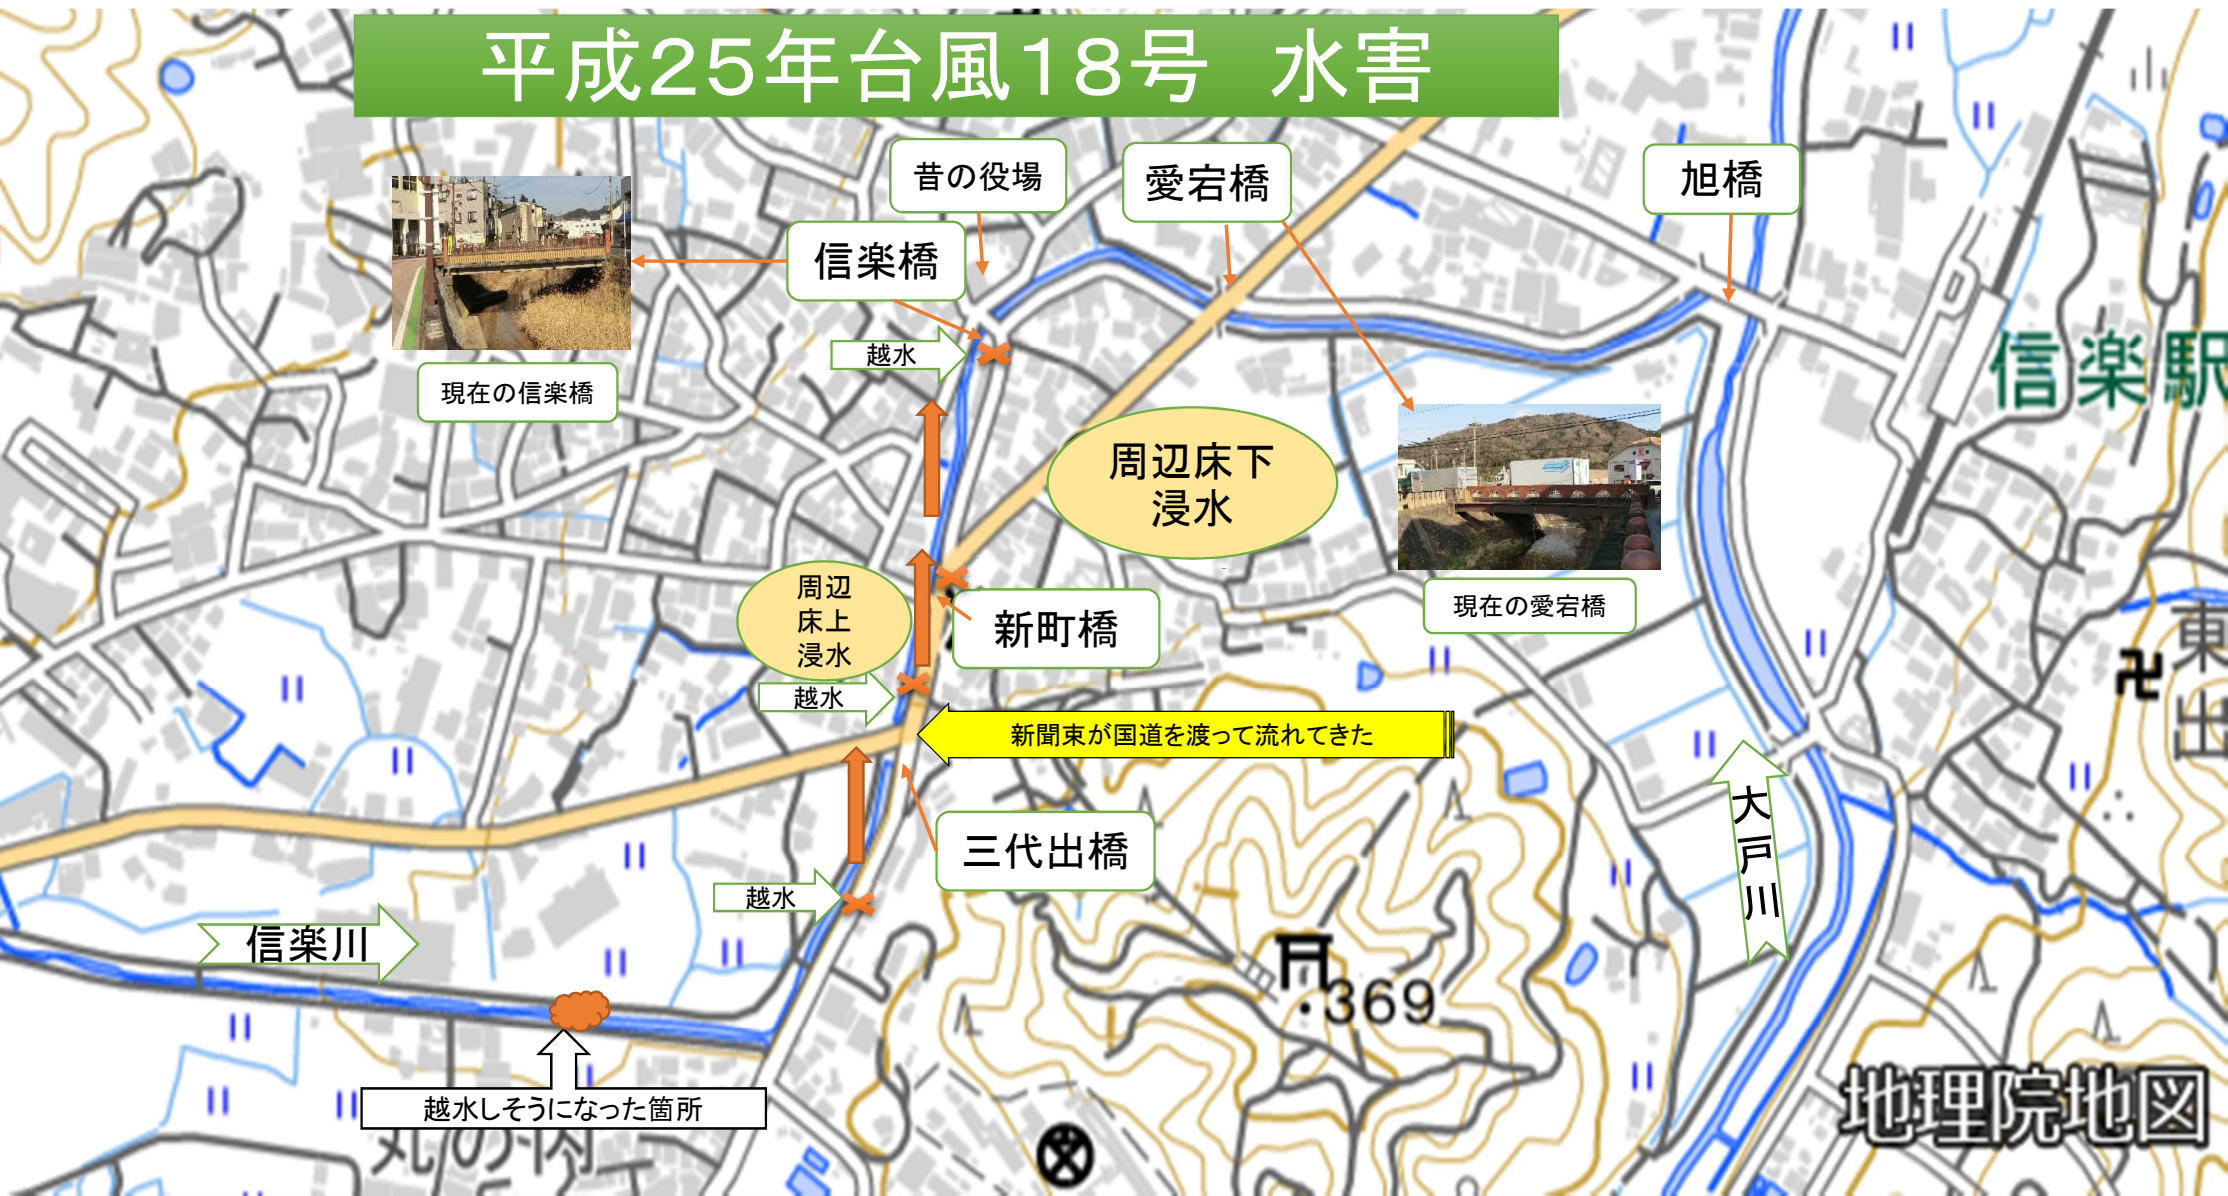 平成25年台風18号　水害
昔の役場
愛宕橋
旭橋
信楽橋
越水
現在の信楽橋
信楽駅
周辺床下
浸水
周辺
床上
浸水
現在の愛宕橋
新町橋
越水
新聞束が国道を渡って流れてきた
東
出
大
戸
川
三代出橋
越水
信楽川
369
越水しそうになった箇所
丸の内
地理院地図